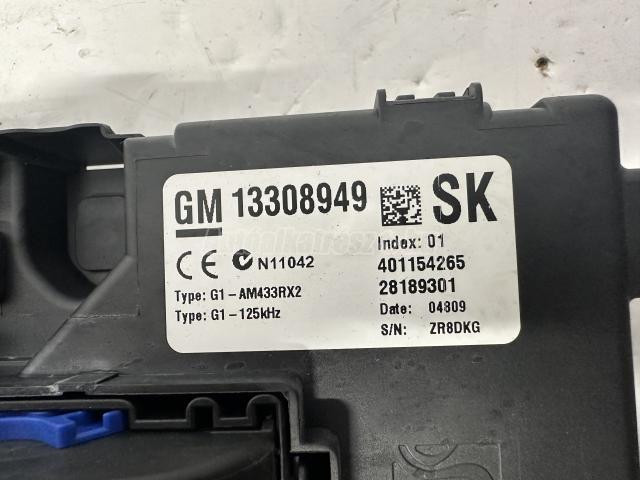 GM 13308949 SK
Index: 01
CE N11042 401154265
28189301
Type: G1-AM433RX2
Date: 04809
Type: G1-125kHz
S/N: ZR8DKG